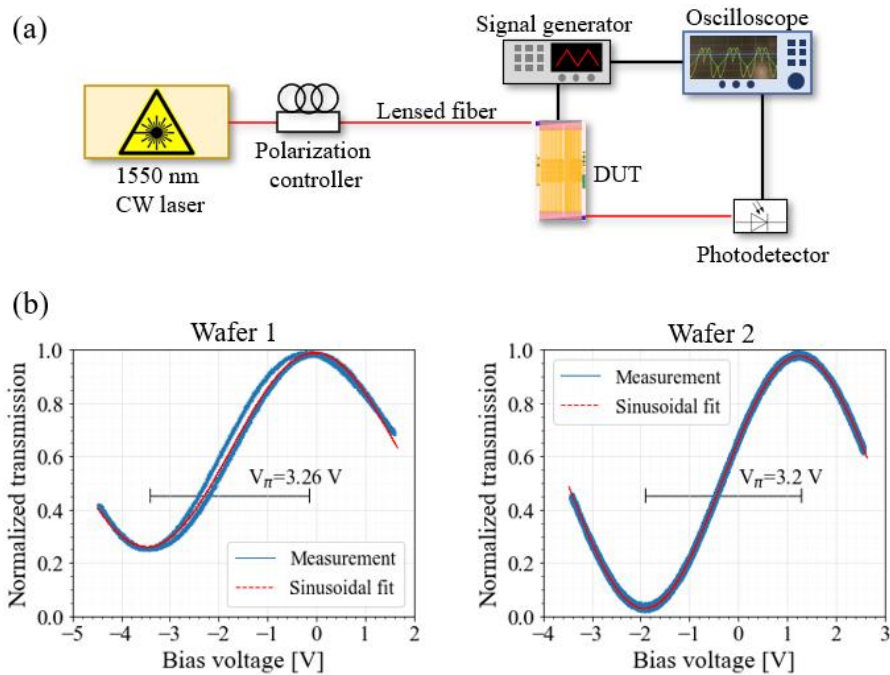 (a)
Signal generator
Oscilloscope
Lensed fiber
Polarization
controller
1550 nm
CW laser
DUT
Photodetector
(b)
Wafer 1
Normalized transmission
1.0
0.8
0.6
0.4
0.2
0.0
Vπ=3.26 V
Measurement
Sinusoidal fit
−5 −4 −3 −2 −1 0 1 2
Bias voltage [V]
Wafer 2
Normalized transmission
1.0
0.8
0.6
0.4
0.2
0.0
Measurement
Sinusoidal fit
Vπ=3.2 V
−4 −3 −2 −1 0 1 2 3
Bias voltage [V]